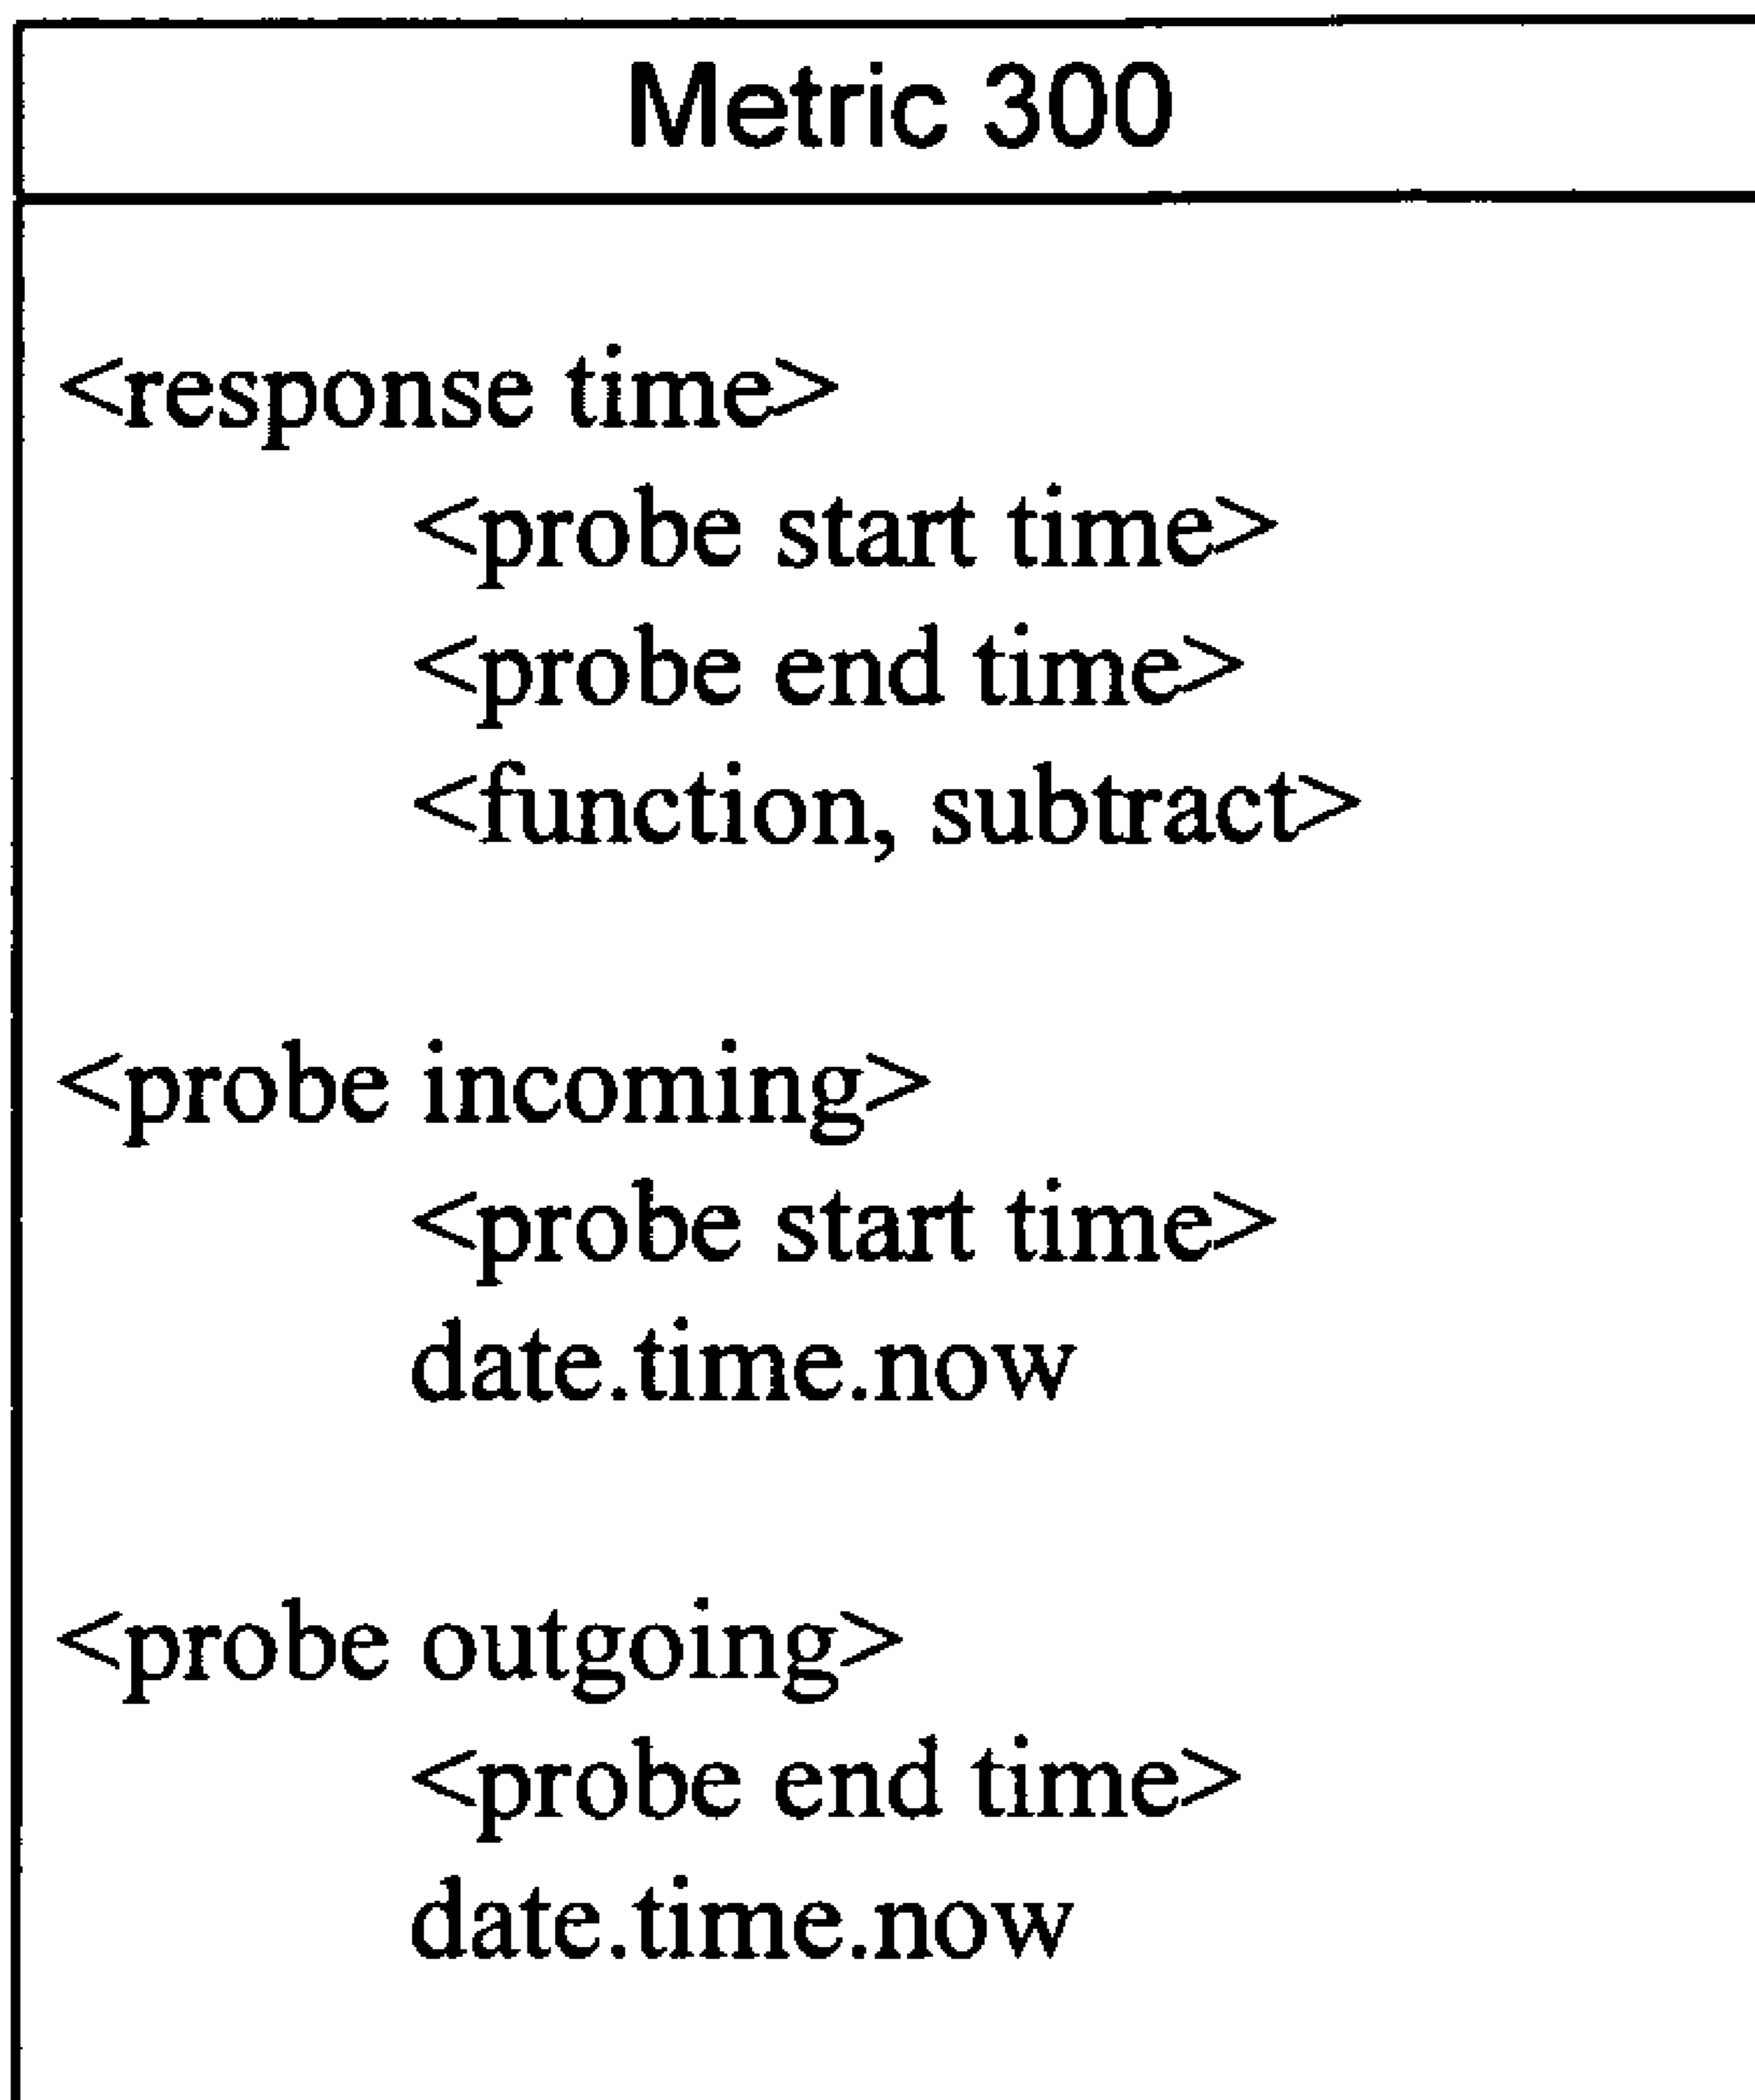 Metric 300
<response time>
<probe start time>
<probe end time>
<function, subtract>
<probe incoming>
<probe start time>
date.time.now
<probe outgoing>
<probe end time>
date.time.now